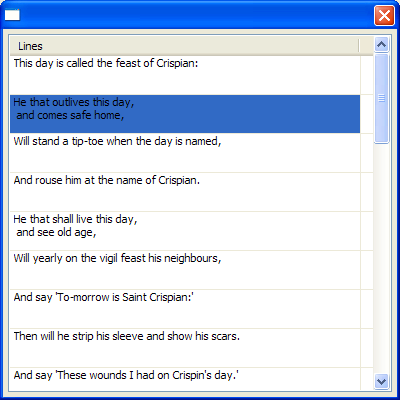 Lines
This day is called the feast of Crispian:
He that outlives this day,
and comes safe home,
Will stand a tip-toe when the day is named,
And rouse him at the name of Crispian.
He that shall live this day,
and see old age,
Will yearly on the vigil feast his neighbours,
And say 'To-morrow is Saint Crispian:'
Then will he strip his sleeve and show his scars.
And say 'These wounds I had on Crispin's day.'